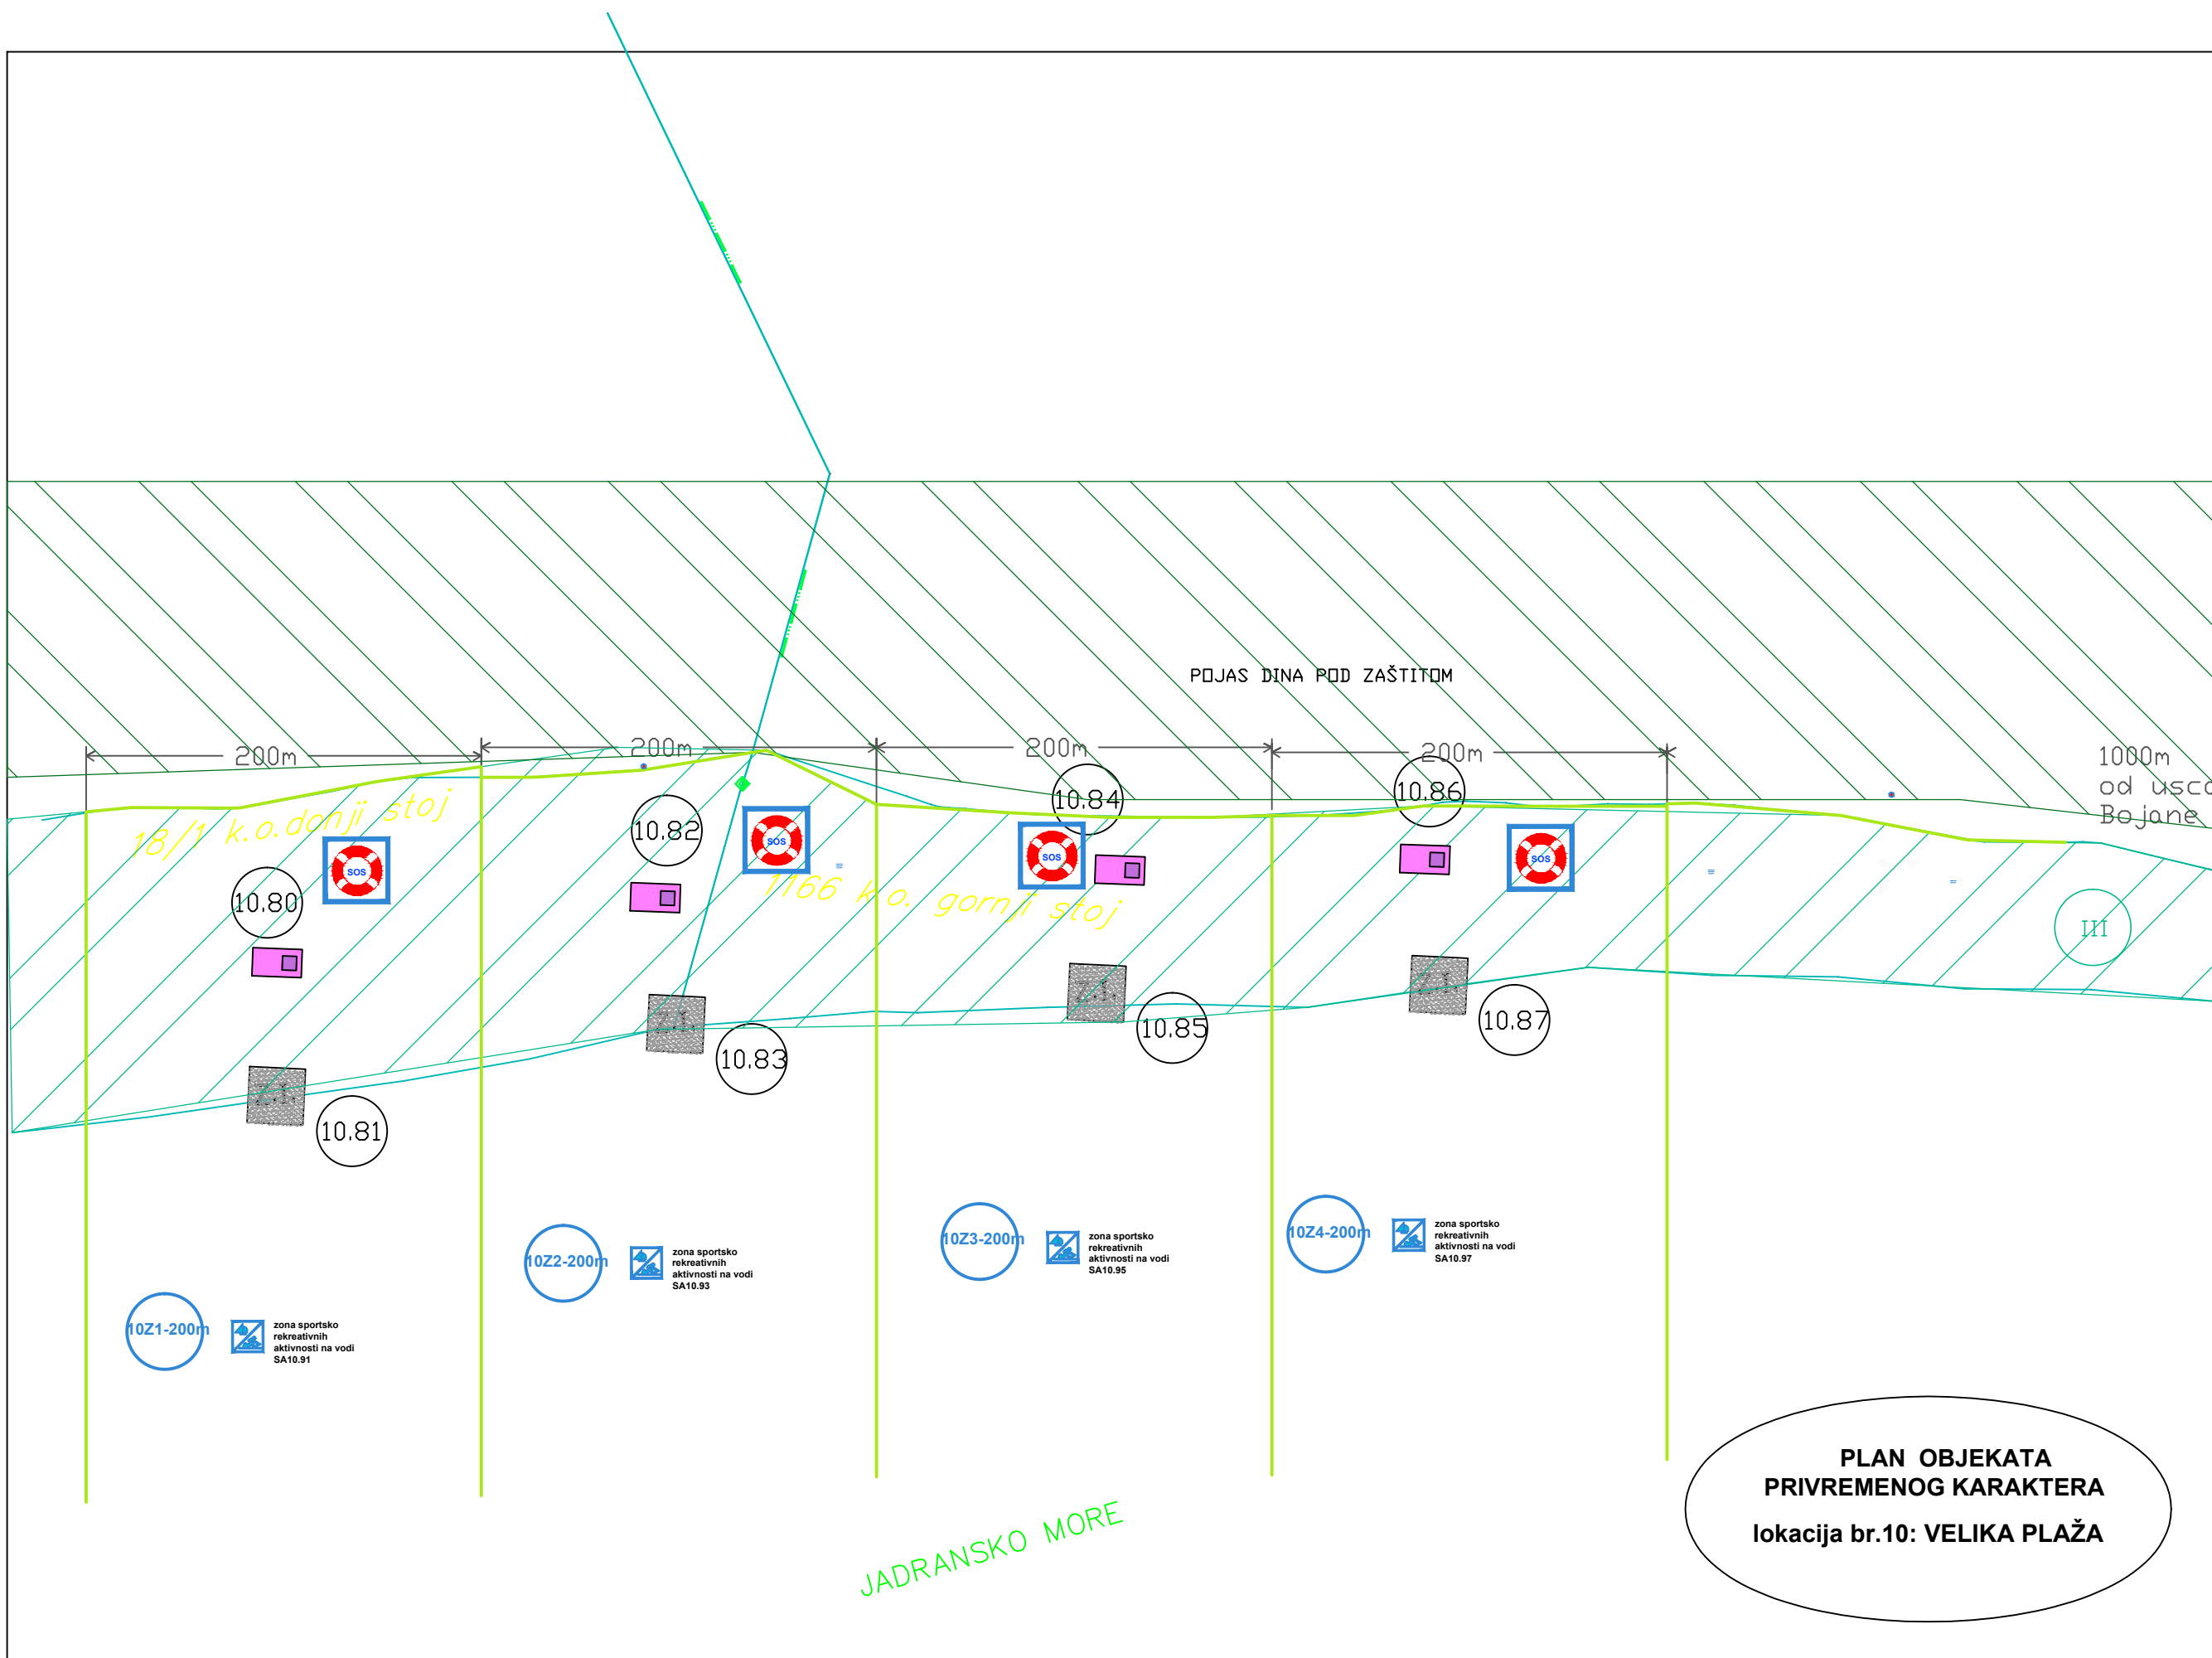 POJAS DINA POD ZAŠTITOM
200m
200m
200m
200m
1000m
od usco
Bojane
18/1 k.o.donji stoj
1166 k.o. gornji stoj
10.80
10.82
10.84
10.86
SOS
SOS
SOS
SOS
III
10.81
10.83
10.85
10.87
10Z1-200m
zona sportsko
rekreativnih
aktivnosti na vodi
SA10.91
10Z2-200m
zona sportsko
rekreativnih
aktivnosti na vodi
SA10.93
10Z3-200m
zona sportsko
rekreativnih
aktivnosti na vodi
SA10.95
10Z4-200m
zona sportsko
rekreativnih
aktivnosti na vodi
SA10.97
JADRANSKO MORE
PLAN OBJEKATA
PRIVREMENOG KARAKTERA
lokacija br.10: VELIKA PLAŽA